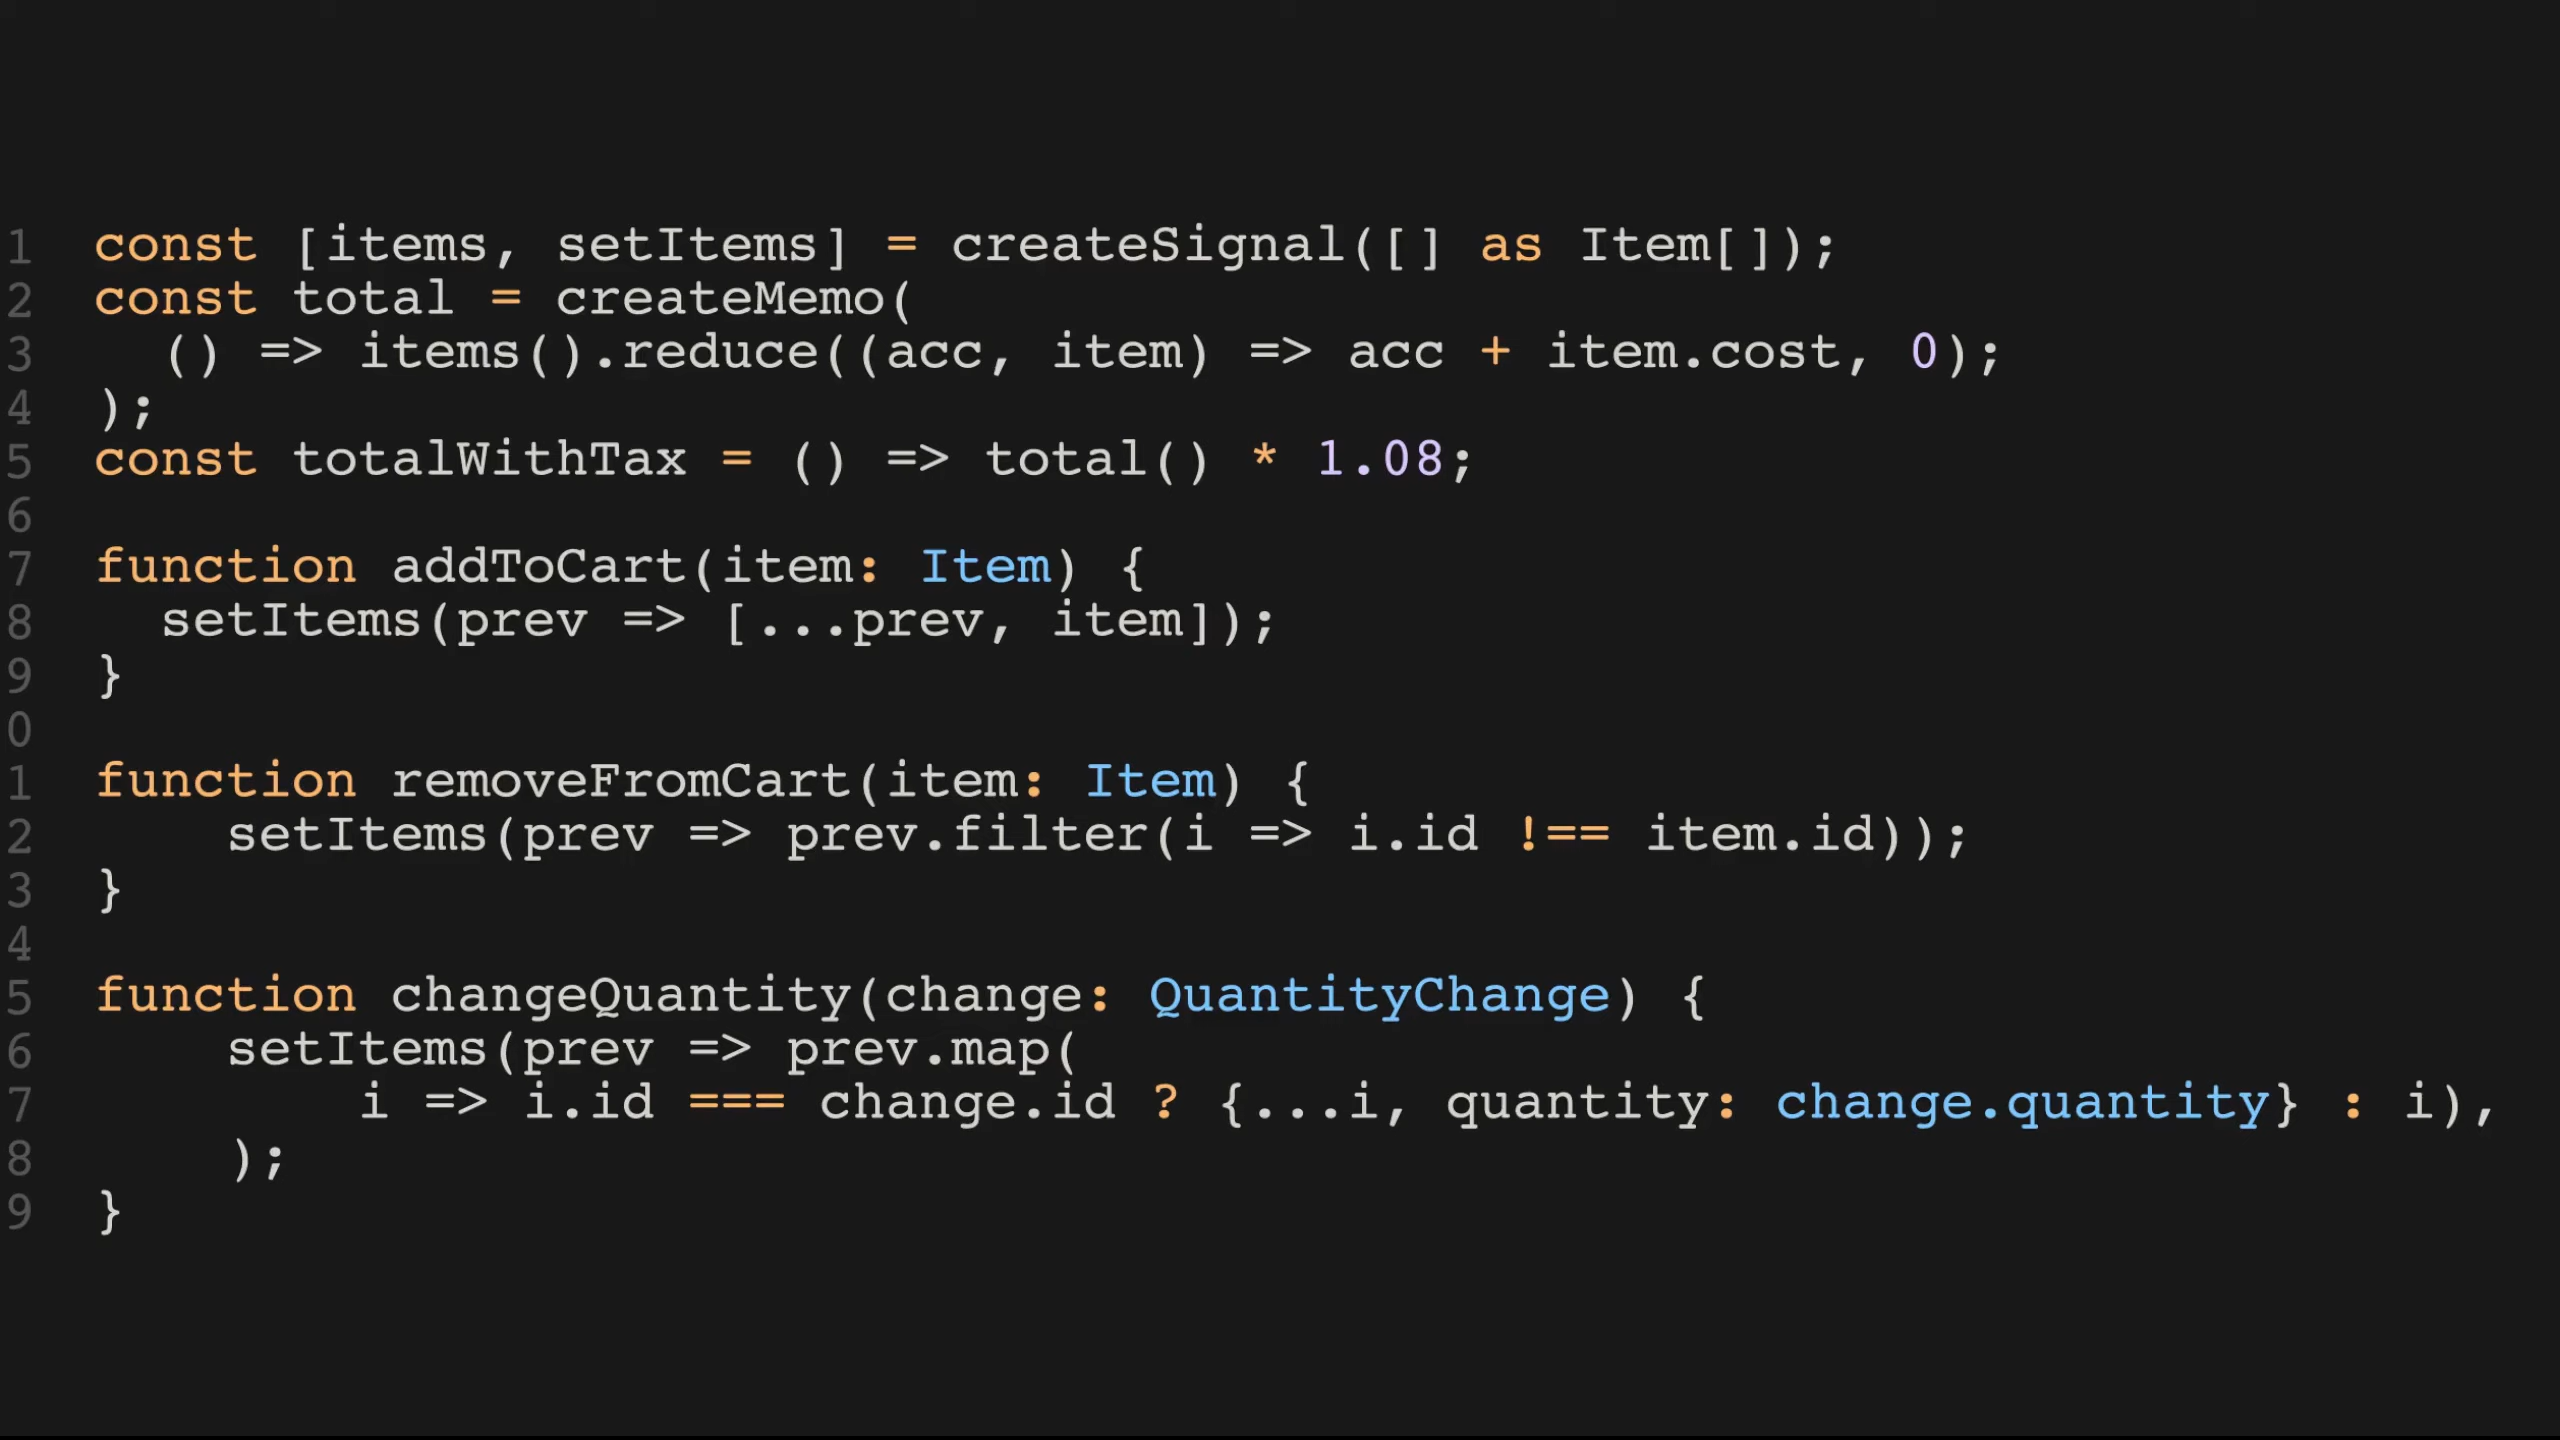 1 const [items, setItems] = createSignal([] as Item[]);
2 const total = createMemo(
3   () => items().reduce((acc, item) => acc + item.cost, 0);
4 );
5 const totalWithTax = () => total() * 1.08;
6
7 function addToCart(item: Item) {
8   setItems(prev => [...prev, item]);
9 }
0
1 function removeFromCart(item: Item) {
2     setItems(prev => prev.filter(i => i.id !== item.id));
3 }
4
5 function changeQuantity(change: QuantityChange) {
6     setItems(prev => prev.map(
7         i => i.id === change.id ? {...i, quantity: change.quantity} : i),
8     );
9 }